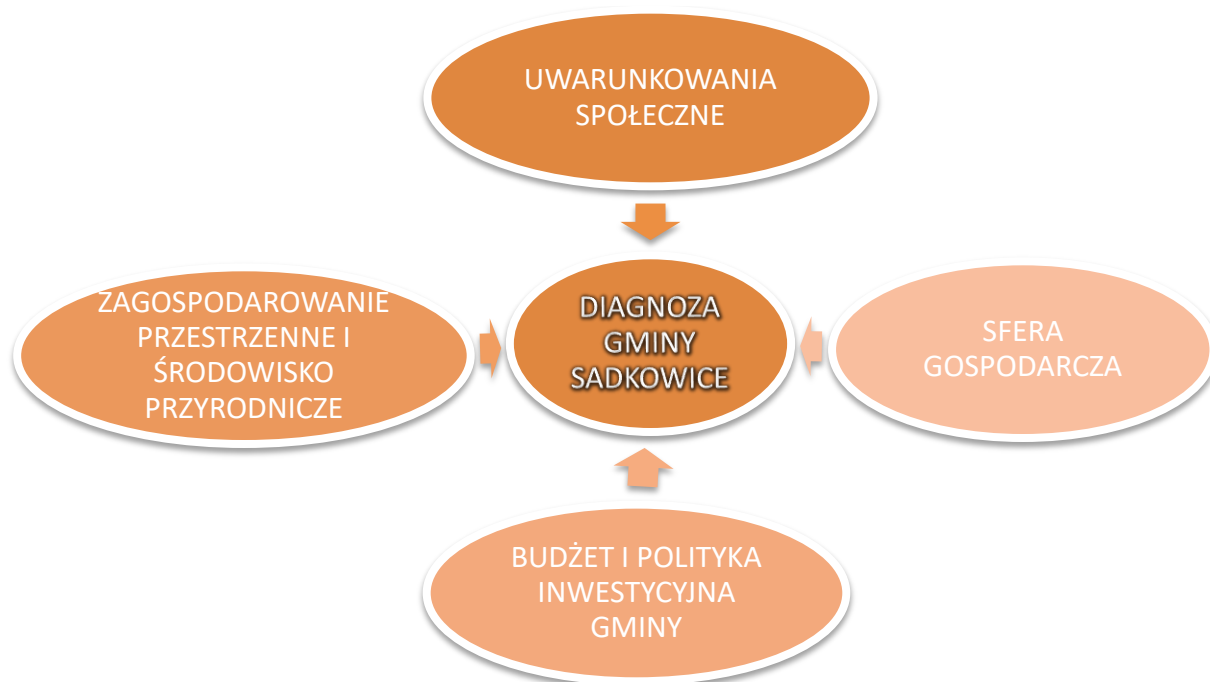 UWARUNKOWANIA
SPOŁECZNE
ZAGOSPODAROWANIE
PRZESTRZENNE I
ŚRODOWISKO
PRZYRODNICZE
DIAGNOZA
GMINY
SADKOWICE
SFERA
GOSPODARCZA
BUDŻET I POLITYKA
INWESTYCYJNA
GMINY